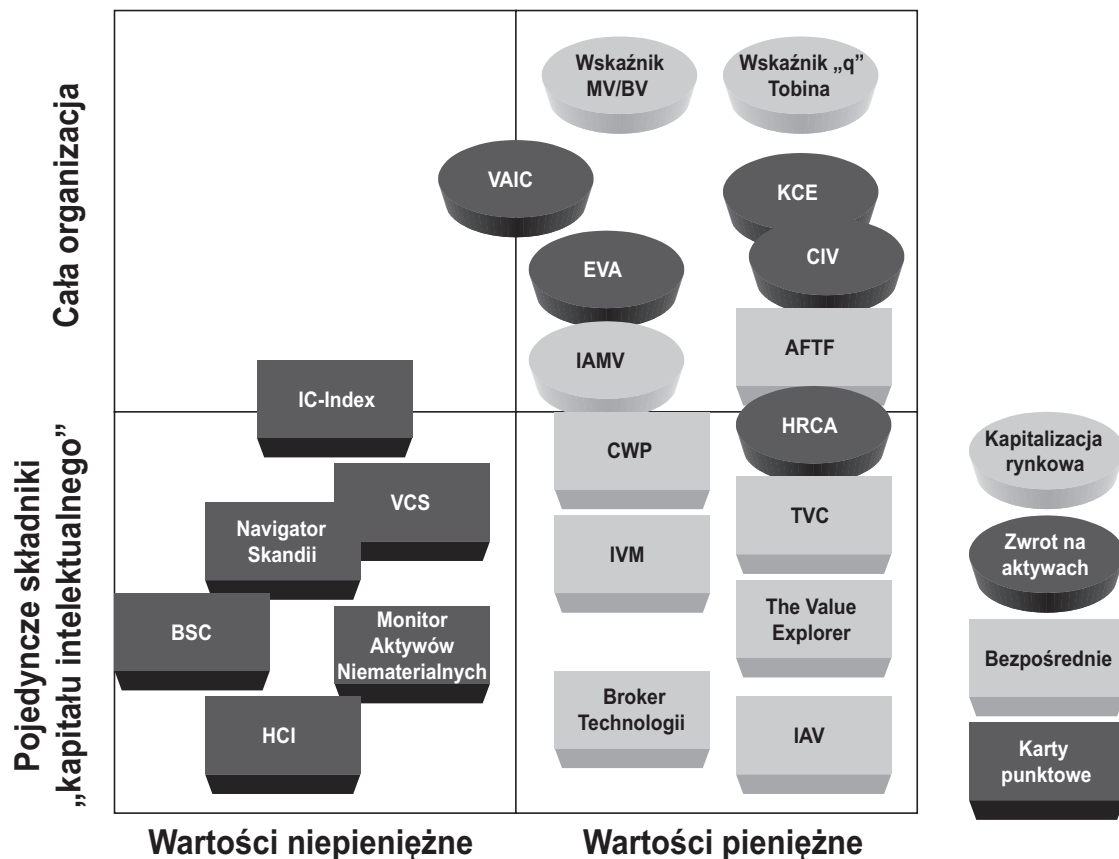 Cała organizacja
Pojedyncze składniki
„kapitału intelektualnego”
Wskaźnik
MV/BV
Wskaźnik „q”
Tobina
VAIC
KCE
EVA
CIV
IAMV
AFTF
IC-Index
HRCA
CWP
VCS
TVC
Navigator
Skandii
IVM
BSC
Monitor
Aktywów
Niematerialnych
The Value
Explorer
HCI
Broker
Technologii
IAV
Wartości niepieniężne
Wartości pieniężne
Kapitalizacja
rynkowa
Zwrot na
aktywach
Bezpośrednie
Karty
punktowe